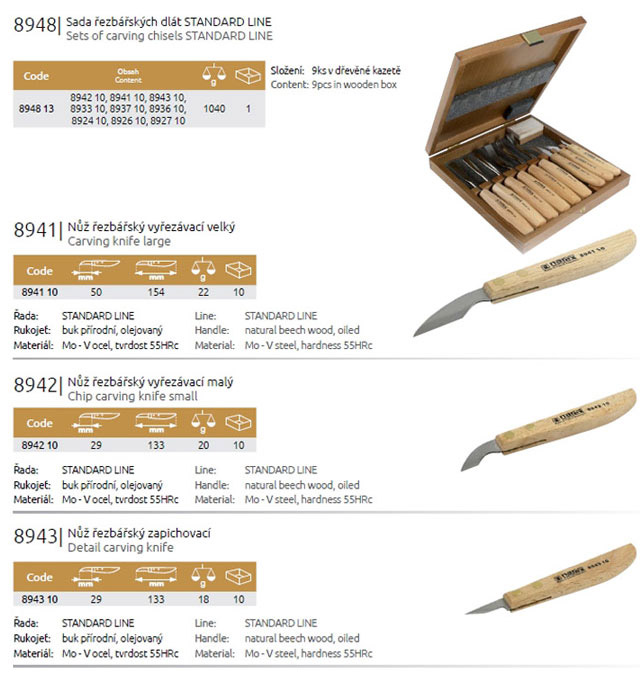 8948 Sada řezbářských dlát STANDARD LINE
Sets of carving chisels STANDARD LINE
Code Obsah Content g
8948 13 8942 10, 8941 10, 8943 10, 8933 10, 8937 10, 8936 10, 8924 10, 8926 10, 8927 10 1040 1
Složení: 9ks v dřevěné kazetě
Content: 9pcs in wooden box
8941 Nůž řezbářský vyřezávací velký
Carving knife large
Code mm mm g
8941 10 50 154 22 10
Řada: STANDARD LINE Line: STANDARD LINE
Rukojeť: buk přírodní, olejovaný Handle: natural beech wood, oiled
Materiál: Mo - V ocel, tvrdost 55HRc Material: Mo - V steel, hardness 55HRc
narex 8941 10
8942 Nůž řezbářský vyřezávací malý
Chip carving knife small
Code mm mm g
8942 10 29 133 20 10
Řada: STANDARD LINE Line: STANDARD LINE
Rukojeť: buk přírodní, olejovaný Handle: natural beech wood, oiled
Materiál: Mo - V ocel, tvrdost 55HRc Material: Mo - V steel, hardness 55HRc
narex 8942 10
8943 Nůž řezbářský zapichovací
Detail carving knife
Code mm mm g
8943 10 29 133 18 10
Řada: STANDARD LINE Line: STANDARD LINE
Rukojeť: buk přírodní, olejovaný Handle: natural beech wood, oiled
Materiál: Mo - V ocel, tvrdost 55HRc Material: Mo - V steel, hardness 55HRc
narex 8943 10